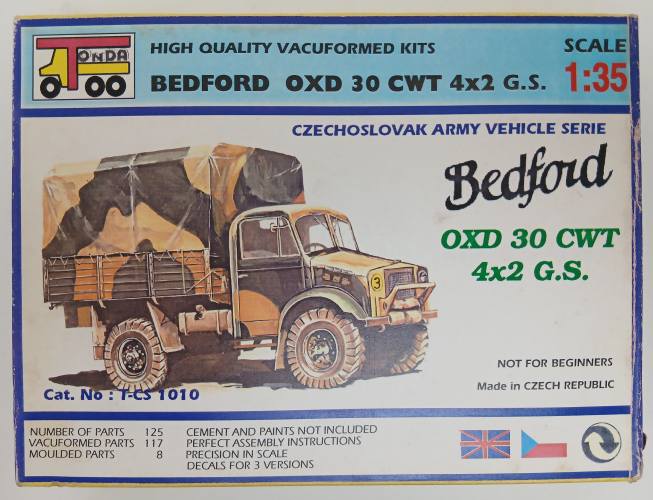 TONDA
HIGH QUALITY VACUFORMED KITS
BEDFORD OXD 30 CWT 4x2 G.S.
SCALE
1:35
CZECHOSLOVAK ARMY VEHICLE SERIE
Bedford
OXD 30 CWT
4x2 G.S.
3
NOT FOR BEGINNERS
Made in CZECH REPUBLIC
Cat. No : T-CS 1010
NUMBER OF PARTS 125
VACUFORMED PARTS 117
MOULDED PARTS 8
CEMENT AND PAINTS NOT INCLUDED
PERFECT ASSEMBLY INSTRUCTIONS
PRECISION IN SCALE
DECALS FOR 3 VERSIONS